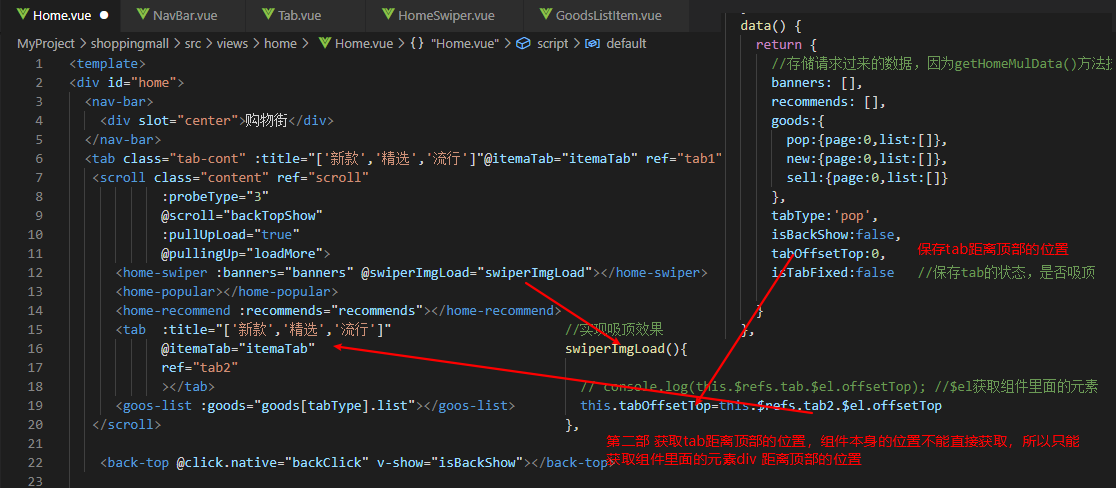 Home.vue
NavBar.vue
Tab.vue
HomeSwiper.vue
GoodsListItem.vue
MyProject > shoppingmall > src > views > home > Home.vue > {} "Home.vue" > script > default
1 <template>
2 <div id="home">
3 <nav-bar>
4 <div slot="center">购物街</div>
5 </nav-bar>
6 <tab class="tab-cont" :title="['新款','精选','流行']"@itemaTab="itemaTab" ref="tab1"
7 <scroll class="content" ref="scroll"
8 :probeType="3"
9 @scroll="backTopShow"
10 :pullUpLoad="true"
11 @pullingUp="loadMore">
12 <home-swiper :banners="banners" @swiperImgLoad="swiperImgLoad"></home-swiper>
13 <home-popular></home-popular>
14 <home-recommend :recommends="recommends"></home-recommend>
15 <tab :title="['新款','精选','流行']"
16 @itemaTab="itemaTab"
17 ref="tab2"
18 ></tab>
19 <goos-list :goods="goods[tabType].list"></goos-list>
20 </scroll>
21
22 <back-top @click.native="backClick" v-show="isBackShow"></back-top>
23
data() {
return {
//存储请求过来的数据，因为getHomeMulData()方法
banners: [],
recommends: [],
goods:{
pop:{page:0,list:[]},
new:{page:0,list:[]},
sell:{page:0,list:[]}
},
tabType:'pop',
isBackShow:false,
tabOffsetTop:0,
保存tab距离顶部的位置
isTabFixed:false //保存tab的状态，是否吸顶
}
},
//实现吸顶效果
swiperImgLoad(){
// console.log(this.$refs.tab.$el.offsetTop); //$el获取组件里面的元素
this.tabOffsetTop=this.$refs.tab2.$el.offsetTop
},
第二部 获取tab距离顶部的位置，组件本身的位置不能直接获取，所以只能
获取组件里面的元素div 距离顶部的位置